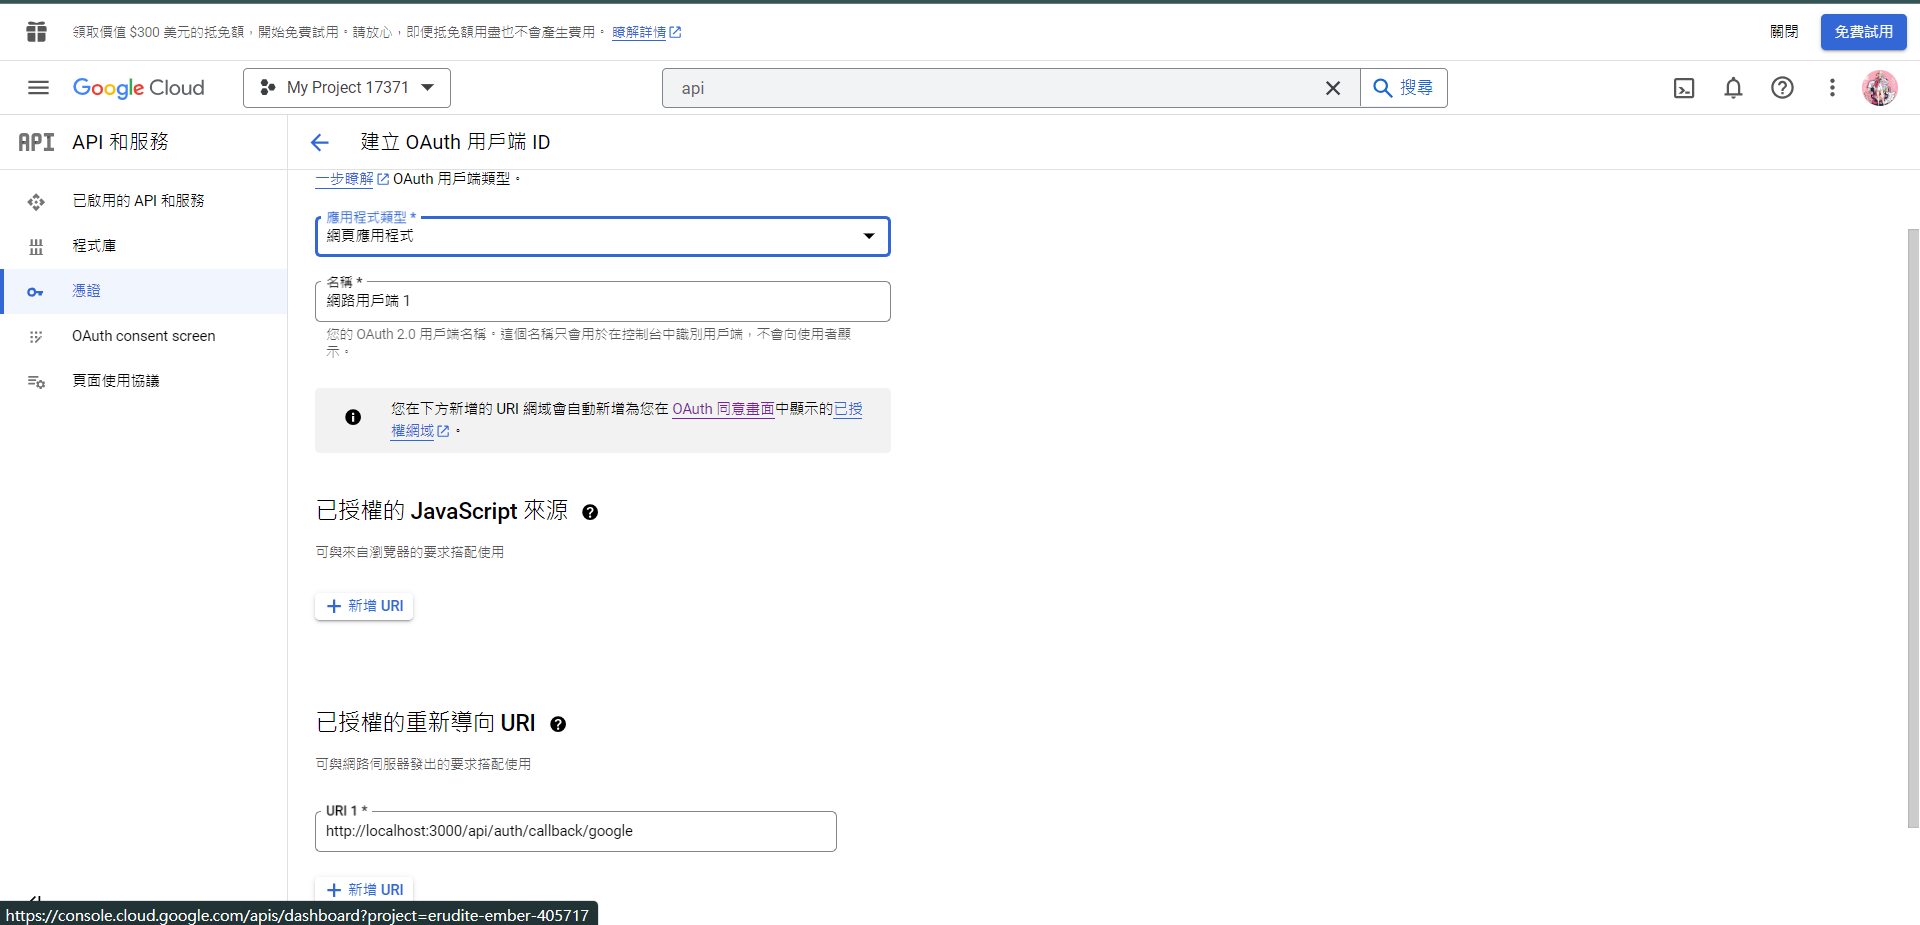 領取價值 $300 美元的抵免額，開始免費試用。請放心，即便抵免額用盡也不會產生費用。 瞭解詳情
關閉
免費試用
Google Cloud
My Project 17371
api
搜尋
API API 和服務
建立 OAuth 用戶端 ID
已啟用的 API 和服務
程式庫
憑證
OAuth consent screen
頁面使用協議
一步瞭解 OAuth 用戶端類型。
應用程式類型 *
網頁應用程式
名稱 *
網路用戶端 1
您的 OAuth 2.0 用戶端名稱。這個名稱只會用於在控制台中識別用戶端，不會向使用者顯
示。
您在下方新增的 URI 網域會自動新增為您在 OAuth 同意畫面中顯示的已授
權網域。
已授權的 JavaScript 來源
可與來自瀏覽器的要求搭配使用
新增 URI
已授權的重新導向 URI
可與網路伺服器發出的要求搭配使用
URI 1 *
http://localhost:3000/api/auth/callback/google
新增 URI
https://console.cloud.google.com/apis/dashboard?project=erudite-ember-405717